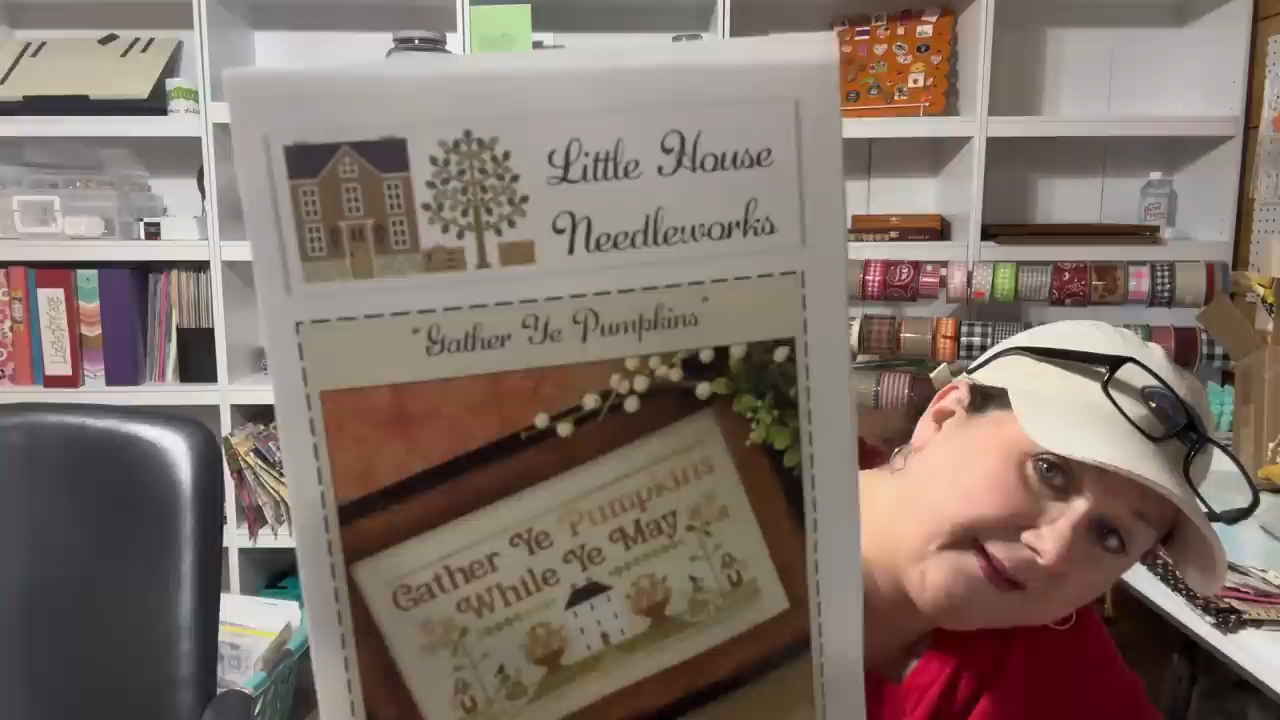 Little House
Needleworks
"Gather Ye Pumpkins"
Gather Ye Pumpkins
While Ye May